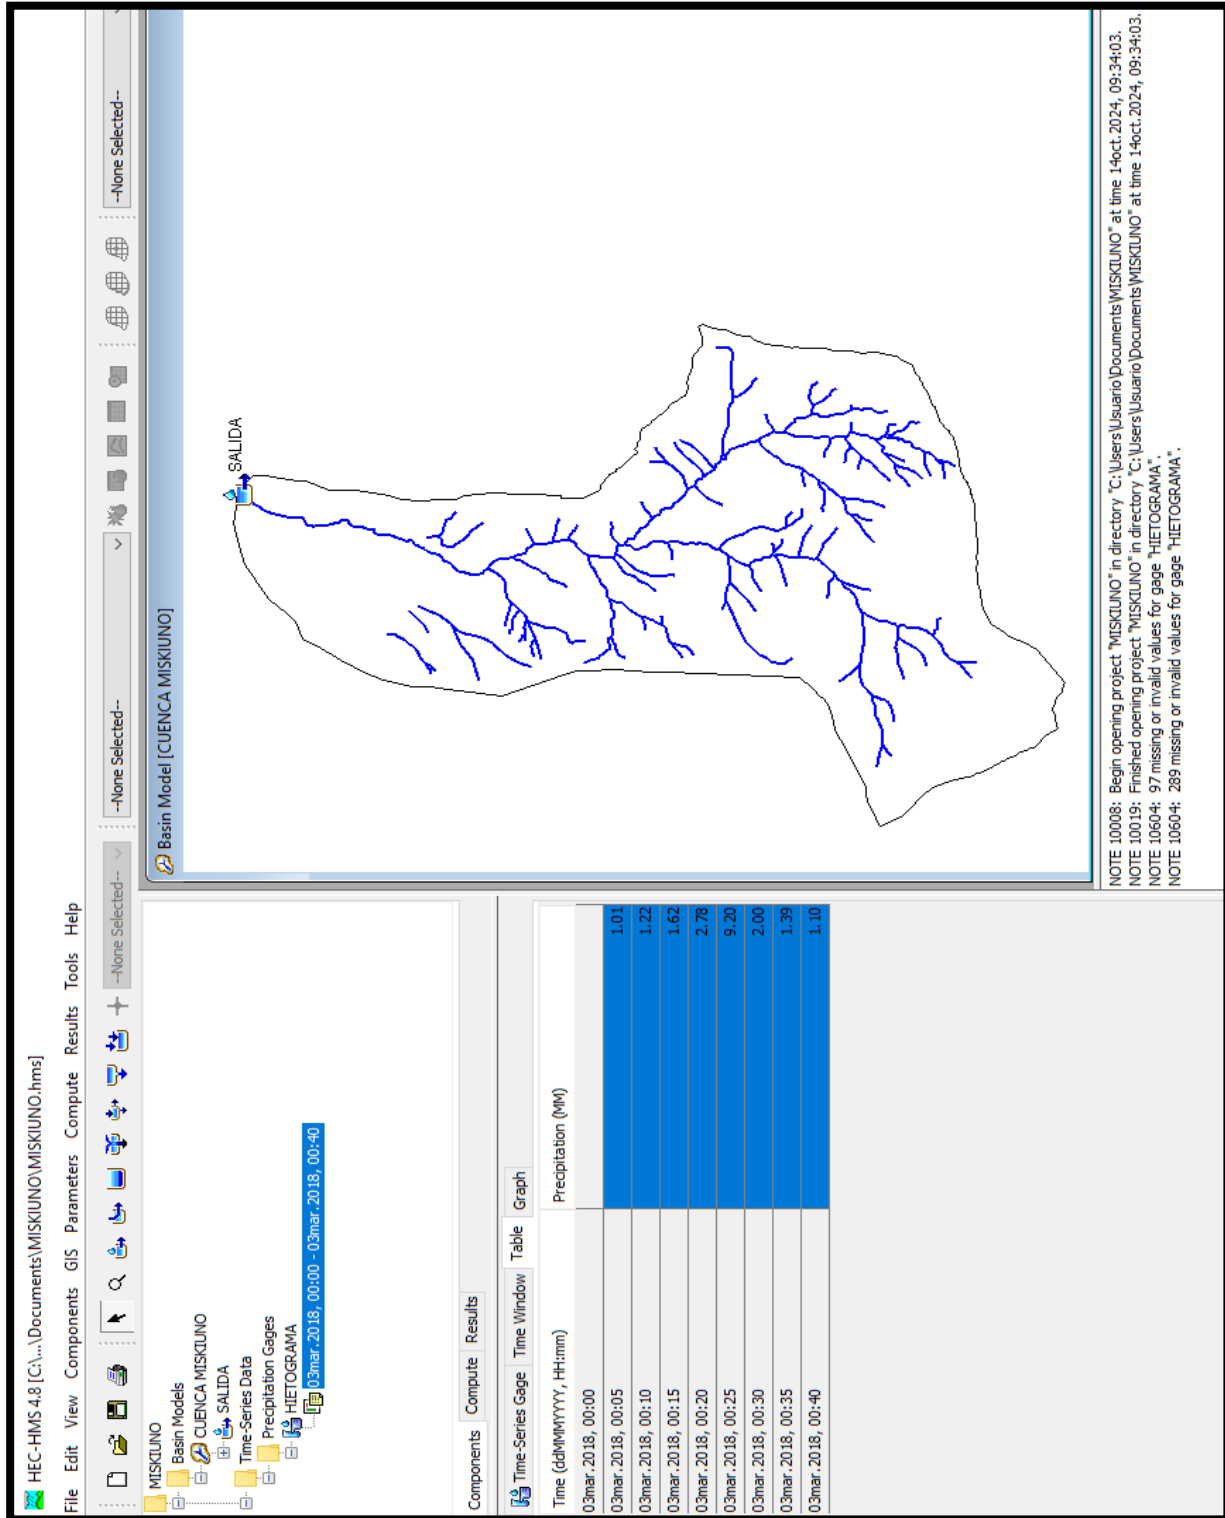 HEC-HMS 4.8 [C:\...\Documents\MISKIUNO\MISKIUNO.hms]
File Edit View Components GIS Parameters Compute Results Tools Help
--None Selected-- --None Selected-- --None Selected--
MISKIUNO
Basin Models
CUENCA MISKIUNO
SALIDA
Time-Series Data
Precipitation Gages
HIETOGRAMA
03mar.2018, 00:00 - 03mar.2018, 00:40
Components Compute Results
Time-Series Gage Time Window Table Graph
Time (ddMMMYYYY, HH:mm) Precipitation (MM)
03mar.2018, 00:00
03mar.2018, 00:05 1.01
03mar.2018, 00:10 1.22
03mar.2018, 00:15 1.62
03mar.2018, 00:20 2.78
03mar.2018, 00:25 9.20
03mar.2018, 00:30 2.00
03mar.2018, 00:35 1.39
03mar.2018, 00:40 1.10
Basin Model [CUENCA MISKIUNO]
SALIDA
NOTE 10008: Begin opening project "MISKIUNO" in directory "C:\Users\Usuario\Documents\MISKIUNO" at time 14oct.2024, 09:34:03.
NOTE 10019: Finished opening project "MISKIUNO" in directory "C:\Users\Usuario\Documents\MISKIUNO" at time 14oct.2024, 09:34:03.
NOTE 10604: 97 missing or invalid values for gage "HIETOGRAMA".
NOTE 10604: 289 missing or invalid values for gage "HIETOGRAMA".